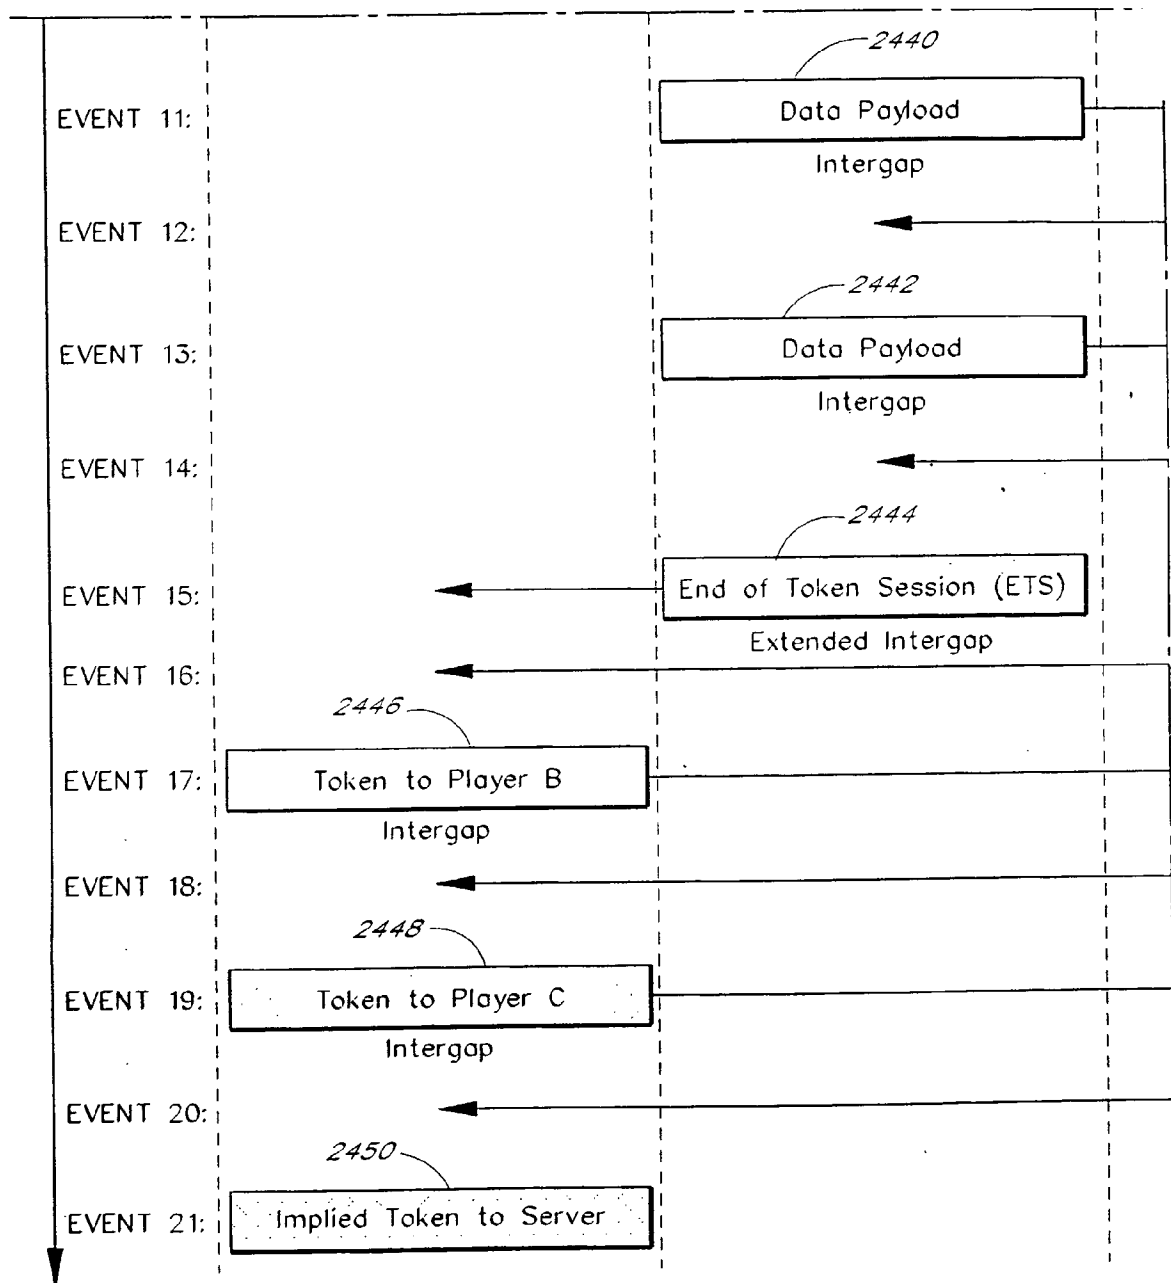 2440
EVENT 11: Data Payload
Intergap
EVENT 12:
2442
EVENT 13: Data Payload
Intergap
EVENT 14:
2444
EVENT 15: End of Token Session (ETS)
Extended Intergap
EVENT 16:
2446
EVENT 17: Token to Player B
Intergap
EVENT 18:
2448
EVENT 19: Token to Player C
Intergap
EVENT 20:
2450
EVENT 21: Implied Token to Server